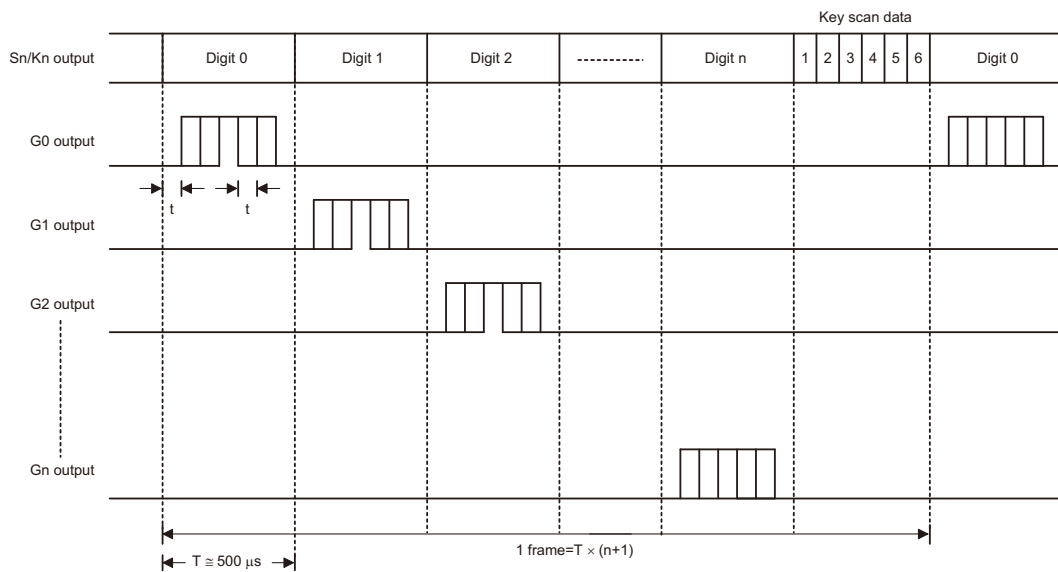 Key scan data
Sn/Kn output Digit 0 Digit 1 Digit 2 Digit n 1 2 3 4 5 6 Digit 0
G0 output
t t
G1 output
G2 output
Gn output
1 frame=T × (n+1)
T ≅ 500 μs